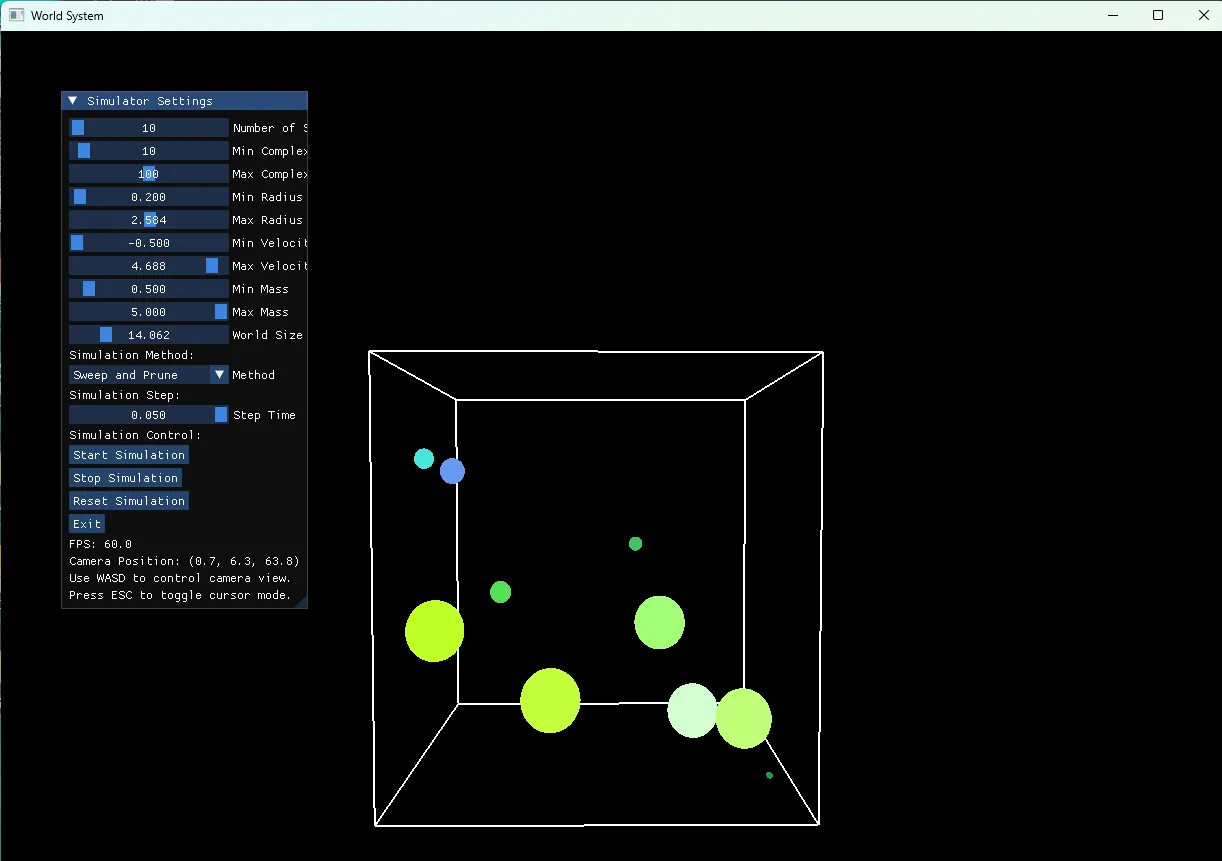 World System
Simulator Settings
10 Number of
10 Min Comple
100 Max Comple
0.200 Min Radius
2.584 Max Radius
-0.500 Min Veloci
4.688 Max Veloci
0.500 Min Mass
5.000 Max Mass
14.062 World Size
Simulation Method:
Sweep and Prune Method
Simulation Step:
0.050 Step Time
Simulation Control:
Start Simulation
Stop Simulation
Reset Simulation
Exit
FPS: 60.0
Camera Position: (0.7, 6.3, 63.8)
Use WASD to control camera view.
Press ESC to toggle cursor mode.